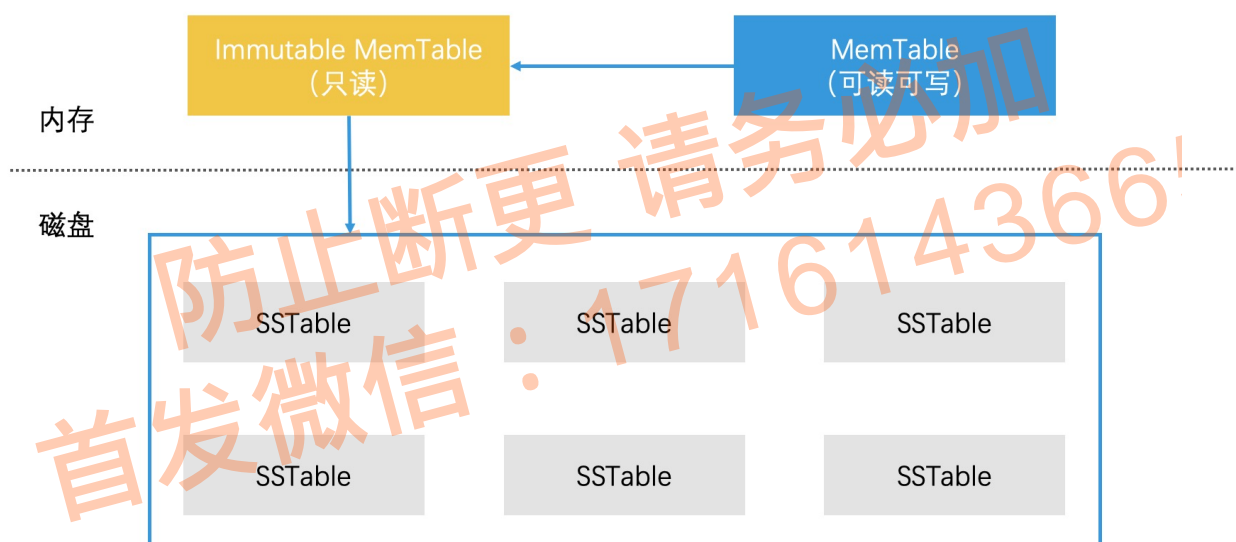 Immutable MemTable
（只读）
MemTable
（可读可写）
内存
磁盘
SSTable
SSTable
SSTable
SSTable
SSTable
SSTable
防止断更 请务必加
首发微信：17161436